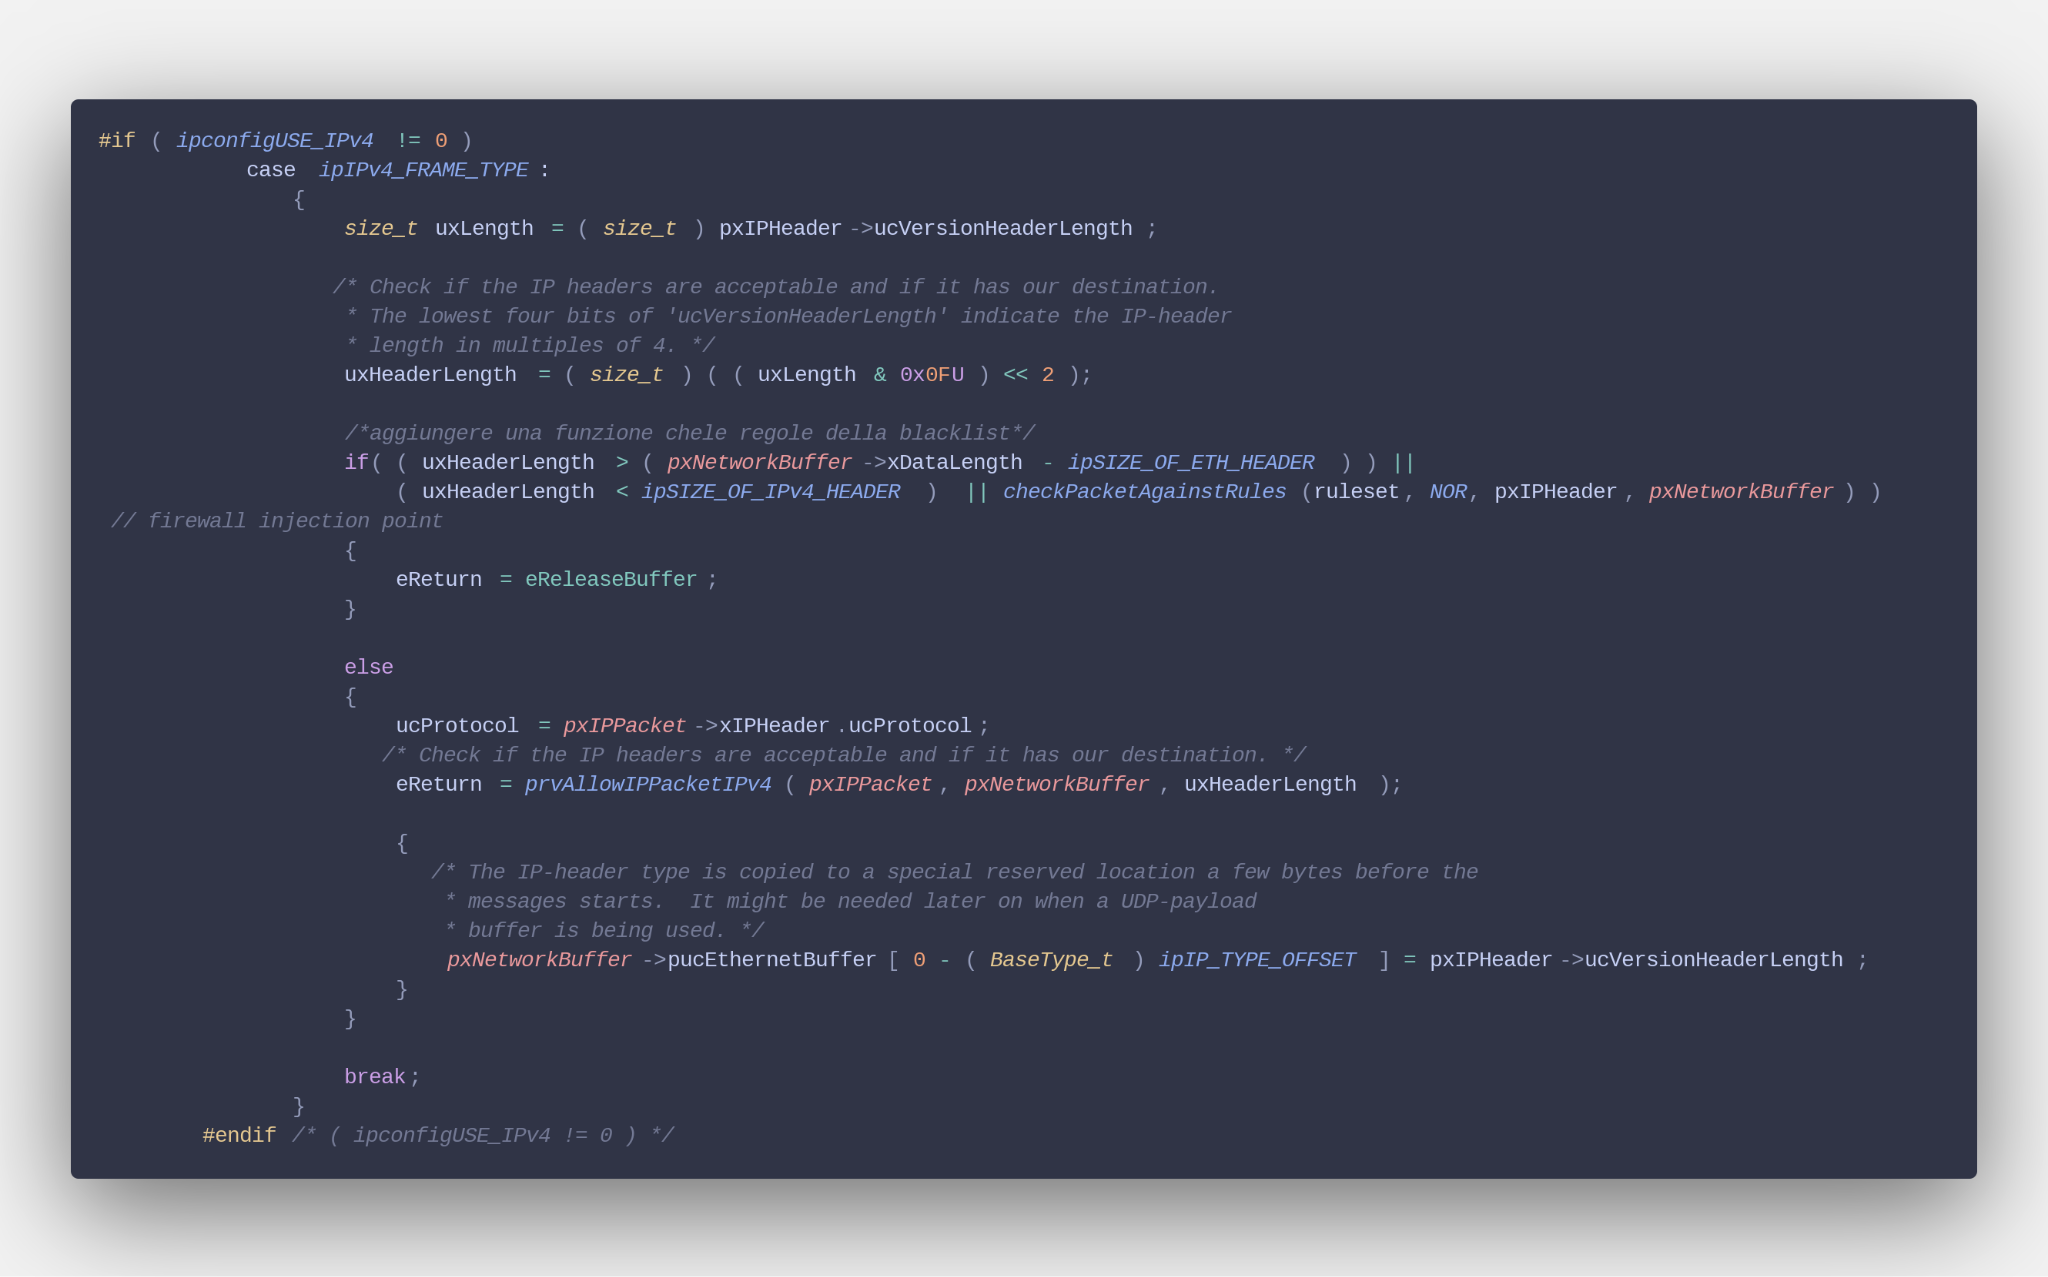 #if ( ipconfigUSE_IPv4 != 0 )
case ipIPv4_FRAME_TYPE :
{
size_t uxLength = ( size_t ) pxIPHeader ->ucVersionHeaderLength ;
/* Check if the IP headers are acceptable and if it has our destination.
* The lowest four bits of 'ucVersionHeaderLength' indicate the IP-header
* length in multiples of 4. */
uxHeaderLength = ( size_t ) ( ( uxLength & 0x0FU ) << 2 );
/*aggiungere una funzione chele regole della blacklist*/
if( ( uxHeaderLength > ( pxNetworkBuffer ->xDataLength - ipSIZE_OF_ETH_HEADER ) ) ||
( uxHeaderLength < ipSIZE_OF_IPv4_HEADER ) || checkPacketAgainstRules (ruleset, NOR, pxIPHeader , pxNetworkBuffer ) )
// firewall injection point
{
eReturn = eReleaseBuffer ;
}
else
{
ucProtocol = pxIPPacket ->xIPHeader .ucProtocol ;
/* Check if the IP headers are acceptable and if it has our destination. */
eReturn = prvAllowIPPacketIPv4 ( pxIPPacket , pxNetworkBuffer , uxHeaderLength );
{
/* The IP-header type is copied to a special reserved location a few bytes before the
* messages starts.  It might be needed later on when a UDP-payload
* buffer is being used. */
pxNetworkBuffer ->pucEthernetBuffer [ 0 - ( BaseType_t ) ipIP_TYPE_OFFSET ] = pxIPHeader ->ucVersionHeaderLength ;
}
}
break;
}
#endif /* ( ipconfigUSE_IPv4 != 0 ) */